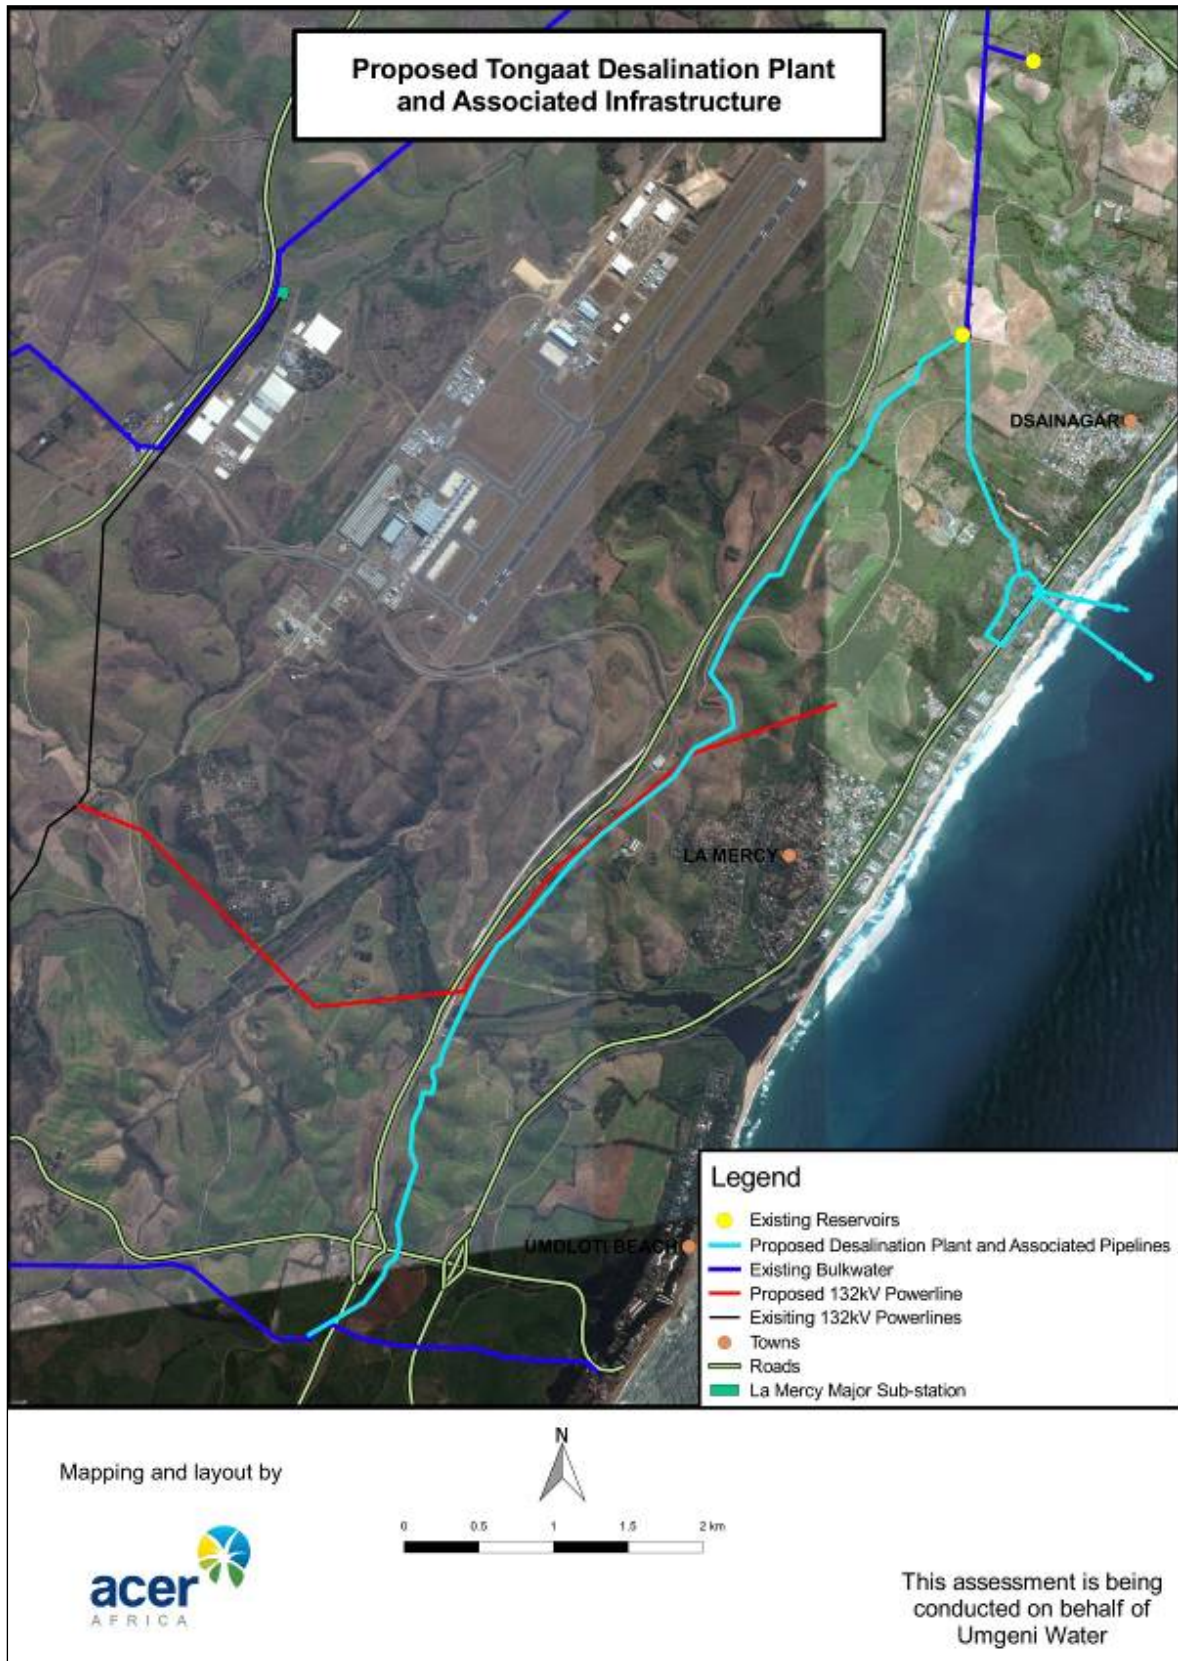 Proposed Tongaat Desalination Plant
and Associated Infrastructure
DSAINAGAR
LA MERCY
UMDLOTI BEACH
Legend
Existing Reservoirs
Proposed Desalination Plant and Associated Pipelines
Existing Bulkwater
Proposed 132kV Powerline
Exisiting 132kV Powerlines
Towns
Roads
La Mercy Major Sub-station
Mapping and layout by
N
0 0.5 1 1.5 2 km
acer
AFRICA
This assessment is being
conducted on behalf of
Umgeni Water